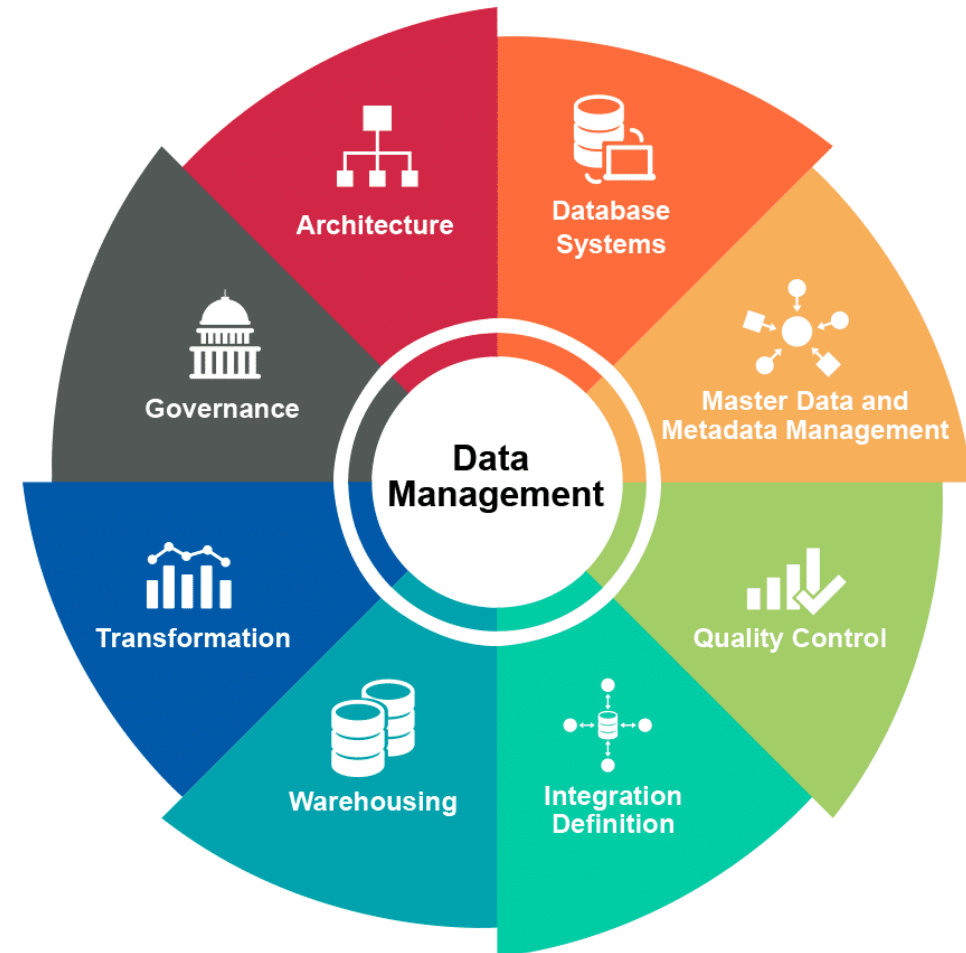 Architecture
Database
Systems
Master Data and
Metadata Management
Governance
Data
Management
Quality Control
Transformation
Warehousing
Integration
Definition